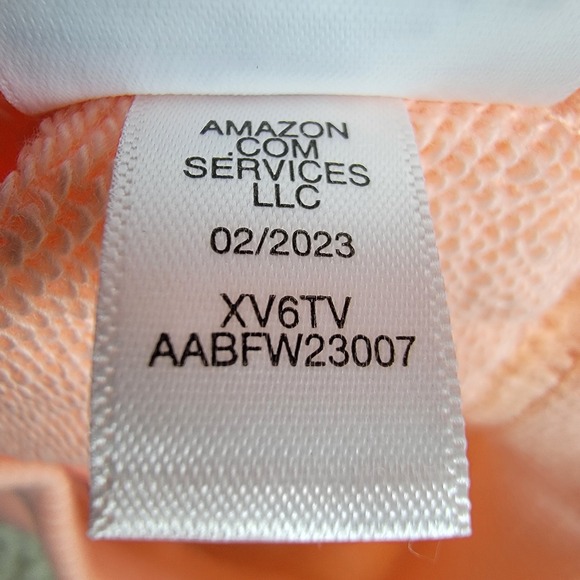 AMAZON
.COM
SERVICES
LLC
02/2023
XV6TV
AABFW23007